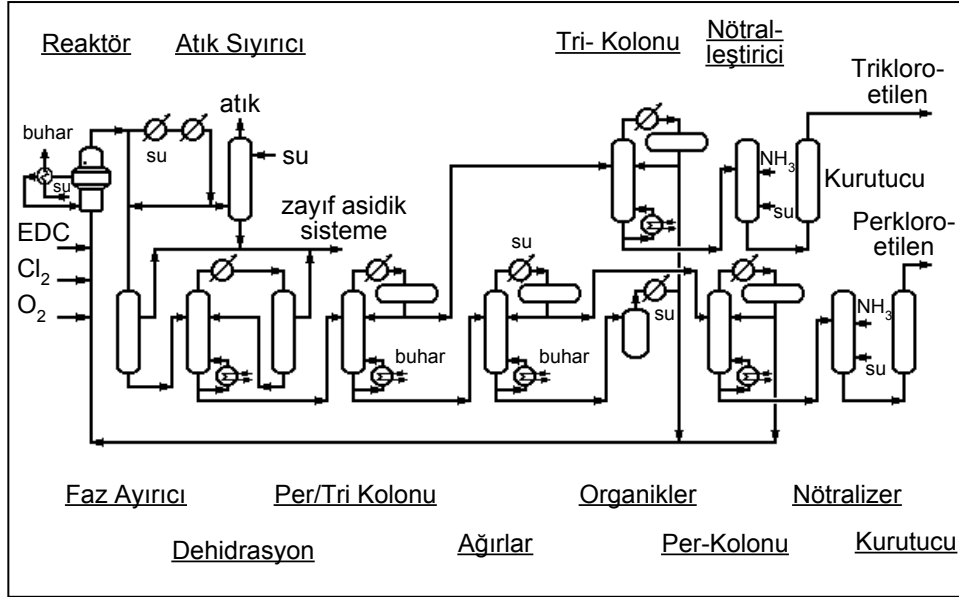 Reaktör
Atık Sıyırıcı
Tri- Kolonu
Nötral-
leştirici
Trikloro-
etilen
atık
buhar
su
su
su
NH3
su
Kurutucu
zayıf asidik
sisteme
Perkloro-
etilen
EDC
Cl2
O2
su
su
buhar
buhar
NH3
su
Faz Ayırıcı
Per/Tri Kolonu
Organikler
Nötralizer
Dehidrasyon
Ağırlar
Per-Kolonu
Kurutucu